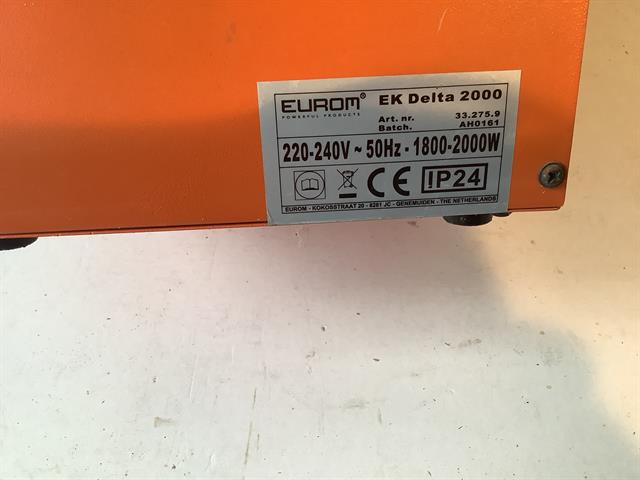 EUROM® EK Delta 2000
POWERFUL PRODUCTS
Art. nr. 33.275.9
Batch. AH0161
220-240V ~ 50Hz - 1800-2000W
CE IP24
EUROM - KOKOSSTRAAT 20 - 8281 JC - GENEMUIDEN - THE NETHERLANDS